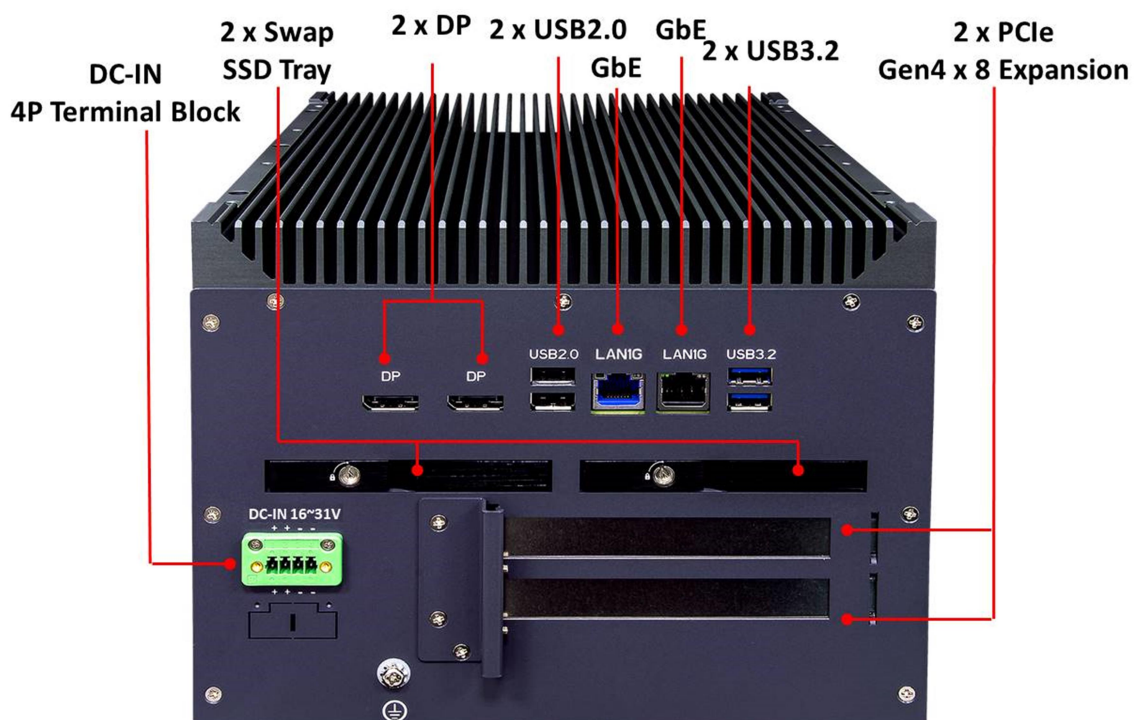 2 x Swap
SSD Tray
2 x DP
2 x USB2.0
GbE
GbE
2 x USB3.2
2 x PCIe
Gen4 x 8 Expansion
DC-IN
4P Terminal Block
USB2.0
LAN1G
LAN1G
USB3.2
DP
DP
DC-IN 16~31V
+ + – –
+ + – –